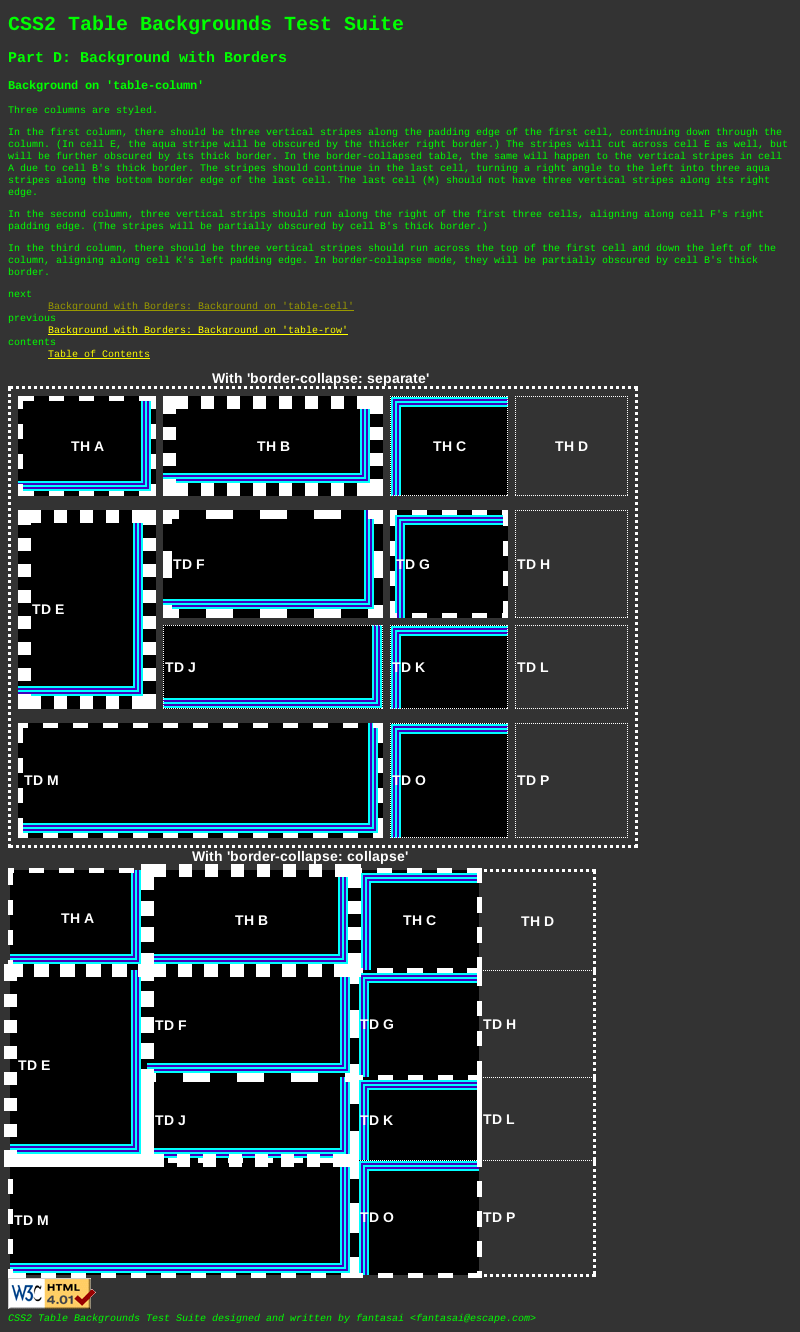 CSS2 Table Backgrounds Test Suite
Part D: Background with Borders
Background on 'table-column'
Three columns are styled.
In the first column, there should be three vertical stripes along the padding edge of the first cell, continuing down through the
column. (In cell E, the aqua stripe will be obscured by the thicker right border.) The stripes will cut across cell E as well, but
will be further obscured by its thick border. In the border-collapsed table, the same will happen to the vertical stripes in cell
A due to cell B's thick border. The stripes should continue in the last cell, turning a right angle to the left into three aqua
stripes along the bottom border edge of the last cell. The last cell (M) should not have three vertical stripes along its right
edge.
In the second column, three vertical strips should run along the right of the first three cells, aligning along cell F's right
padding edge. (The stripes will be partially obscured by cell B's thick border.)
In the third column, there should be three vertical stripes should run across the top of the first cell and down the left of the
column, aligning along cell K's left padding edge. In border-collapse mode, they will be partially obscured by cell B's thick
border.
next
Background with Borders: Background on 'table-cell'
previous
Background with Borders: Background on 'table-row'
contents
Table of Contents
With 'border-collapse: separate'
TH A TH B TH C TH D
TD E TD F TD G TD H
TD J TD K TD L
TD M TD O TD P
With 'border-collapse: collapse'
TH A TH B TH C TH D
TD E TD F TD G TD H
TD J TD K TD L
TD M TD O TD P
W3C HTML 4.01
CSS2 Table Backgrounds Test Suite designed and written by fantasai <fantasai@escape.com>